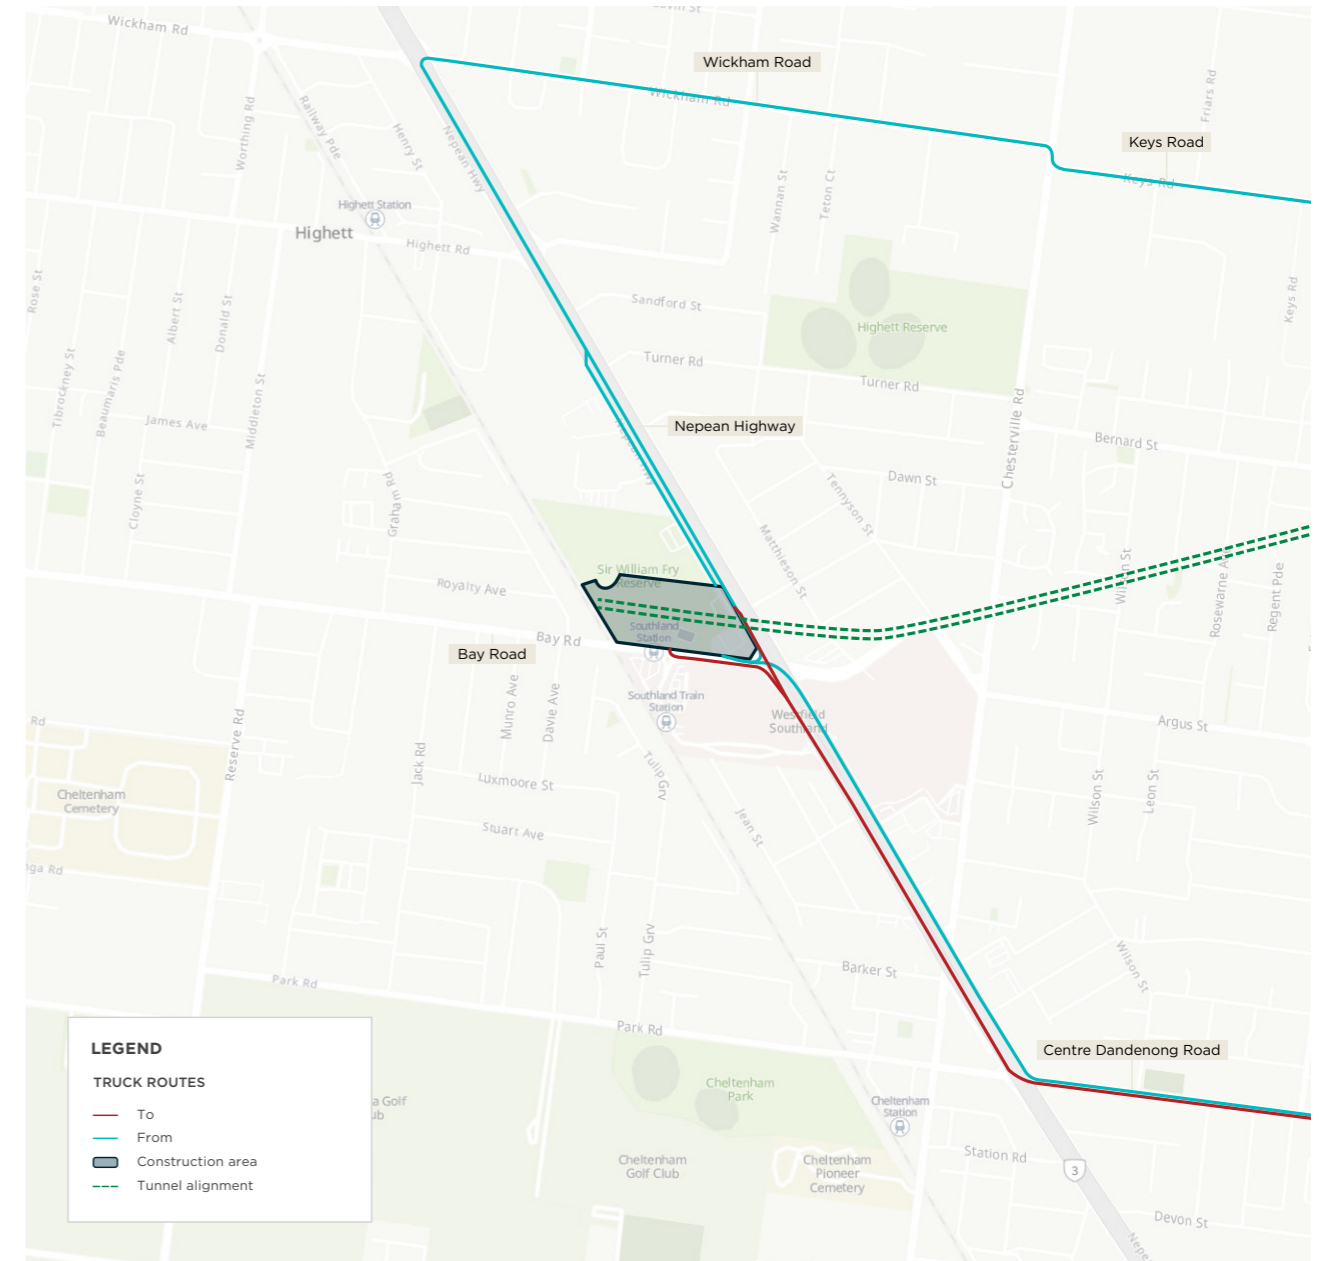 Wickham Rd
Wickham Road
Wickham Rd
Friars Rd
Keys Road
Keys Rd
Worthing Rd
Railway Pde
Henry St
Nepean Hwy
Wannan St
Teton Ct
Highett Station
Highett
Highett Rd
Rose St
Albert St
Donald St
Sandford St
Keys Rd
Highett Reserve
Tibrockney St
Beaumaris Pde
Middleton St
Turner Rd
Turner Rd
James Ave
Nepean Highway
Nepean Hwy
Chesterville Rd
Bernard St
Cloyne St
Graham Rd
Tennyson St
Dawn St
Matthieson St
Sir William Fry
Reserve
Royalty Ave
Wilson St
Rosewarne Ave
Regent Pde
Southland
Station
Bay Rd
Bay Road
Southland Train
Station
Munro Ave
Davie Ave
Westfield
Southland
Argus St
Rd
Reserve Rd
Jack Rd
Luxmoore St
Tulip Grv
Cheltenham
Cemetery
Jean St
Wilson St
Leon St
Stuart Ave
nga Rd
Paul St
Tulip Grv
Barker St
Wilson St
Park Rd
Park Rd
Centre Dandenong Road
LEGEND
TRUCK ROUTES
To
From
Construction area
Tunnel alignment
a Golf
ub
Cheltenham
Park
Cheltenham
Station
Cheltenham
Golf Club
Cheltenham
Pioneer
Cemetery
Station Rd
3
Devon St
Nepe